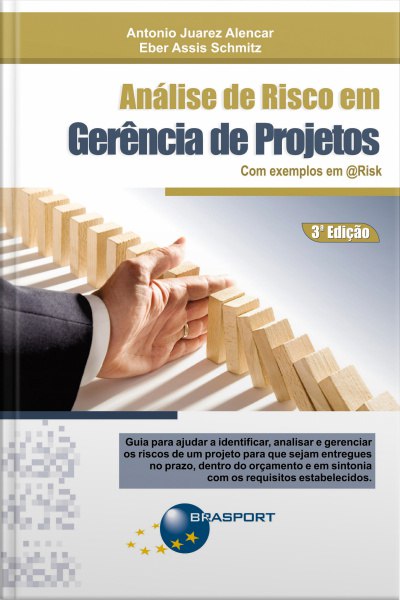 Antonio Juarez Alencar
Eber Assis Schmitz
Análise de Risco em
Gerência de Projetos
Com exemplos em @Risk
3ª Edição
Guia para ajudar a identificar, analisar e gerenciar
os riscos de um projeto para que sejam entregues
no prazo, dentro do orçamento e em sintonia
com os requisitos estabelecidos.
BRASPORT